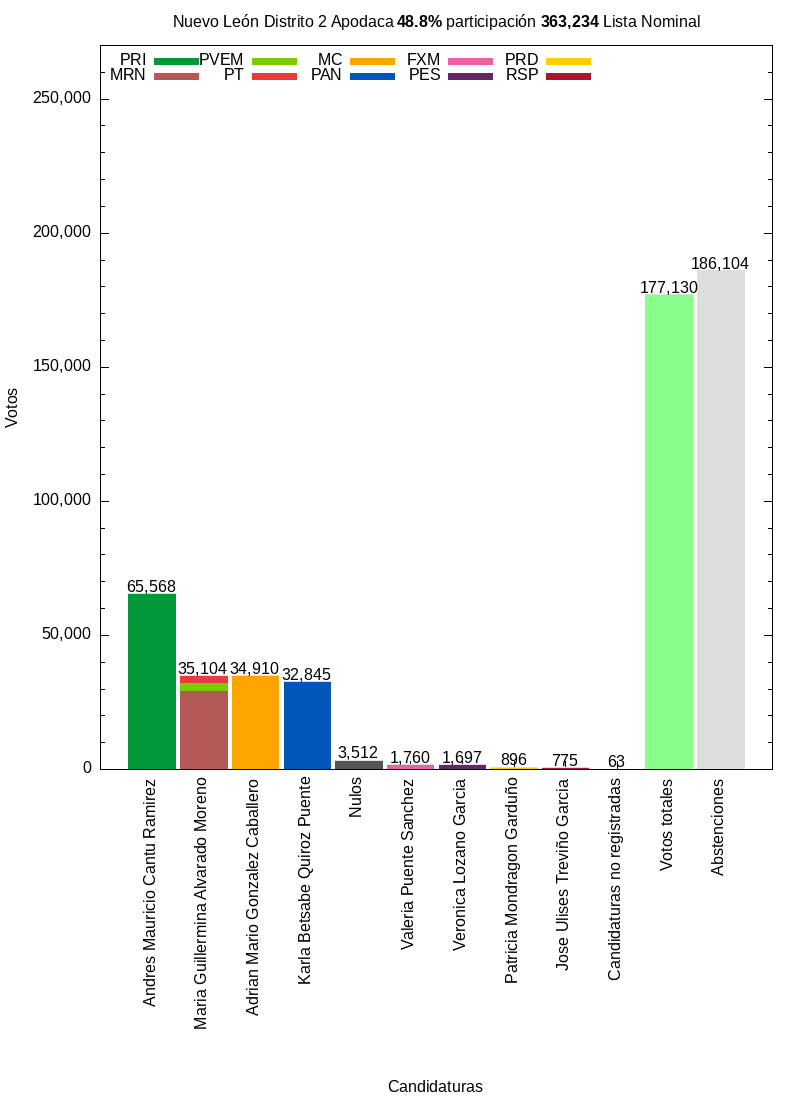 Nuevo León Distrito 2 Apodaca 48.8% participación 363,234 Lista Nominal
PRI PVEM MC FXM PRD
MRN PT PAN PES RSP
250,000
200,000
150,000
100,000
50,000
0
Votos
65,568
35,104
34,910
32,845
3,512
1,760
1,697
896
775
63
177,130
186,104
Andres Mauricio Cantu Ramirez
Maria Guillermina Alvarado Moreno
Adrian Mario Gonzalez Caballero
Karla Betsabe Quiroz Puente
Nulos
Valeria Puente Sanchez
Veronica Lozano Garcia
Patricia Mondragon Garduño
Jose Ulises Treviño Garcia
Candidaturas no registradas
Votos totales
Abstenciones
Candidaturas